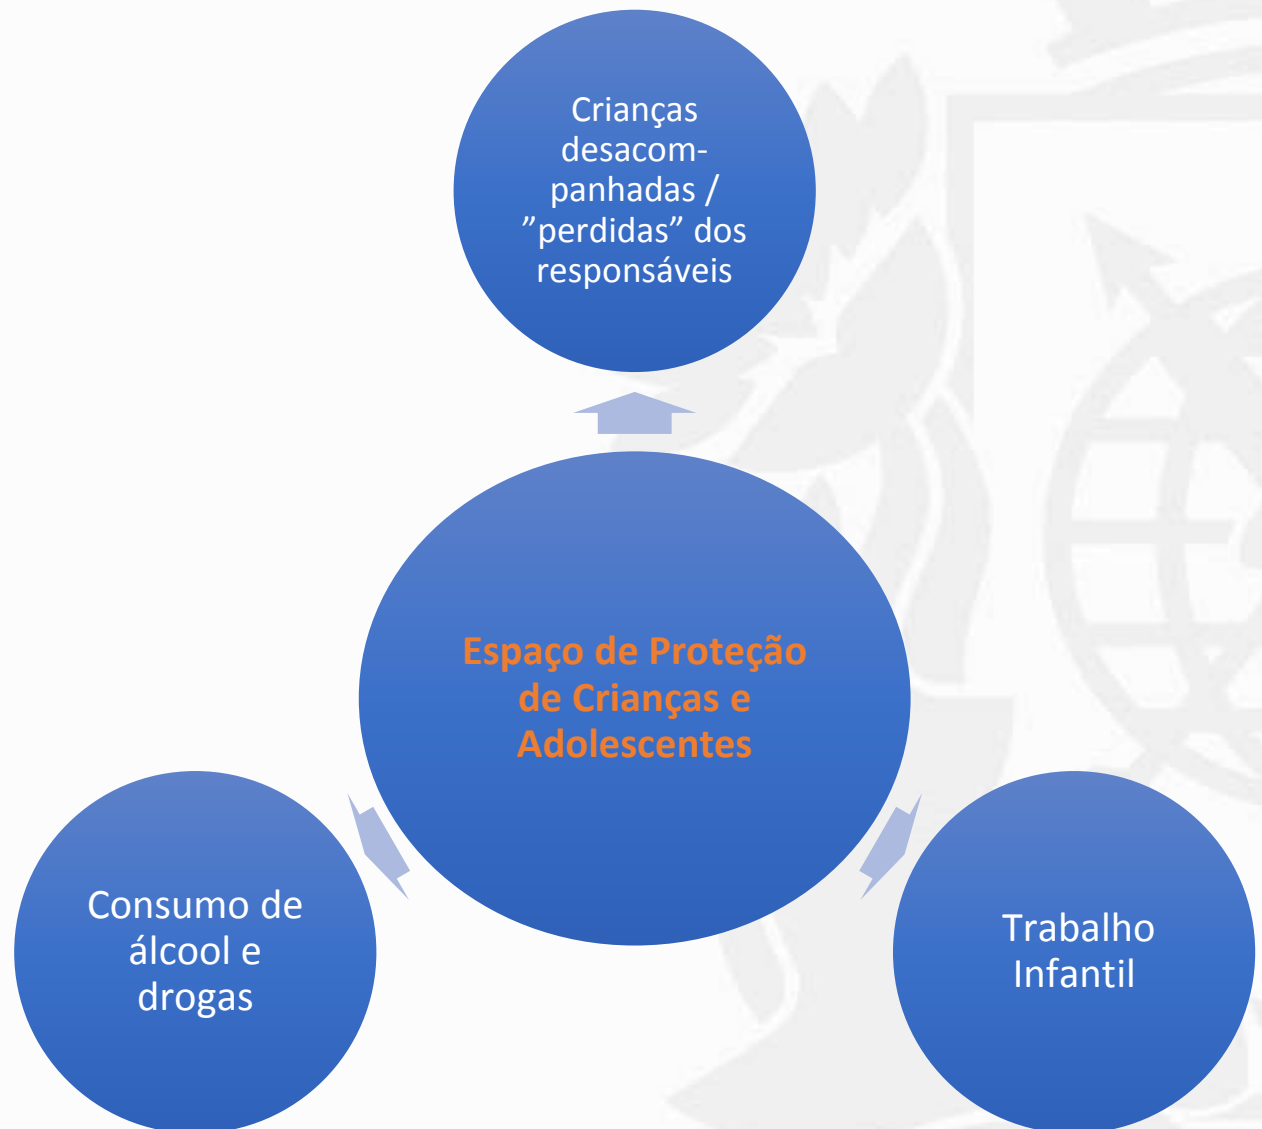 Crianças
desacom-
panhadas /
”perdidas” dos
responsáveis
Espaço de Proteção
de Crianças e
Adolescentes
Consumo de
álcool e
drogas
Trabalho
Infantil